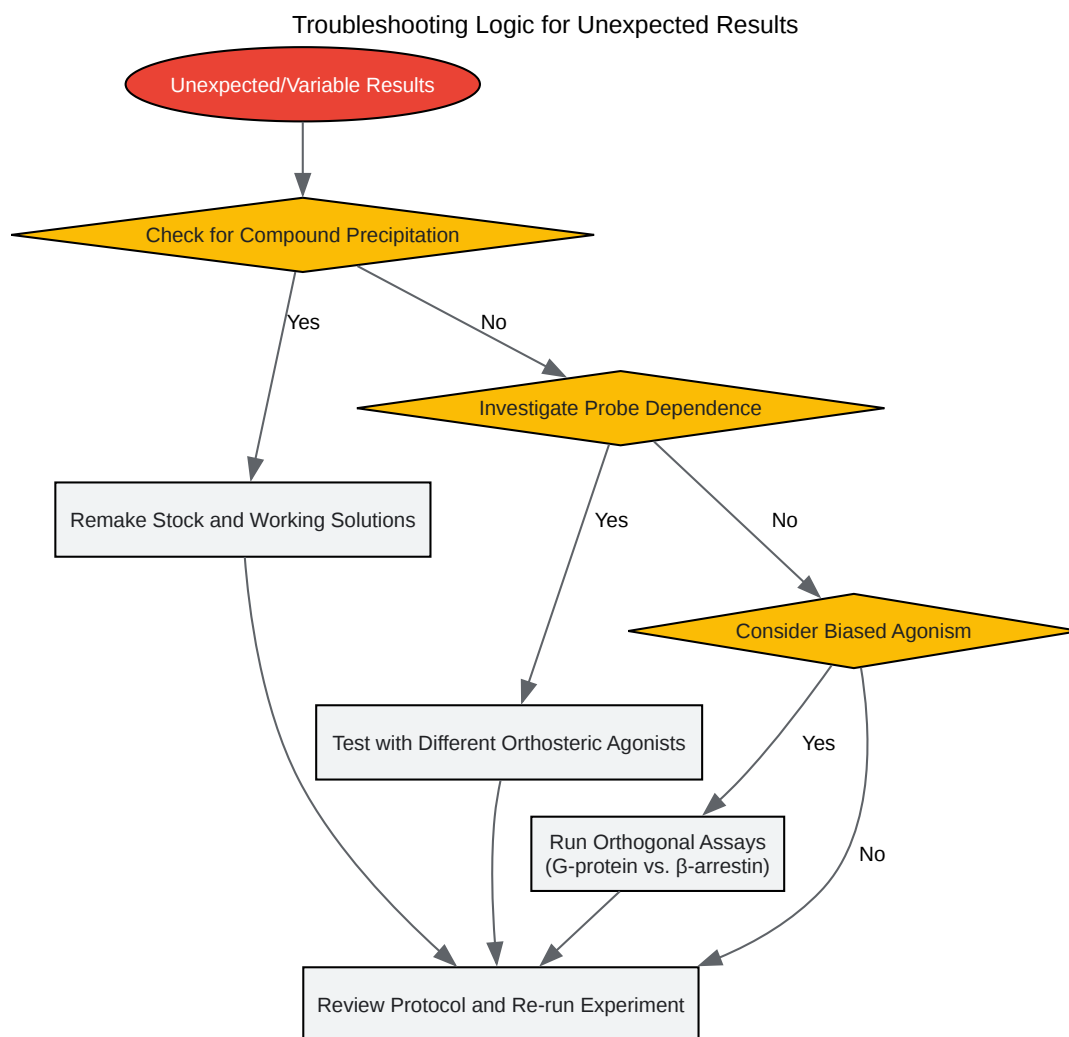 Troubleshooting Logic for Unexpected Results
Unexpected/Variable Results
Check for Compound Precipitation
Yes
No
Investigate Probe Dependence
Remake Stock and Working Solutions
Yes
No
Consider Biased Agonism
Test with Different Orthosteric Agonists
Yes
Run Orthogonal Assays
(G-protein vs. β-arrestin)
No
Review Protocol and Re-run Experiment